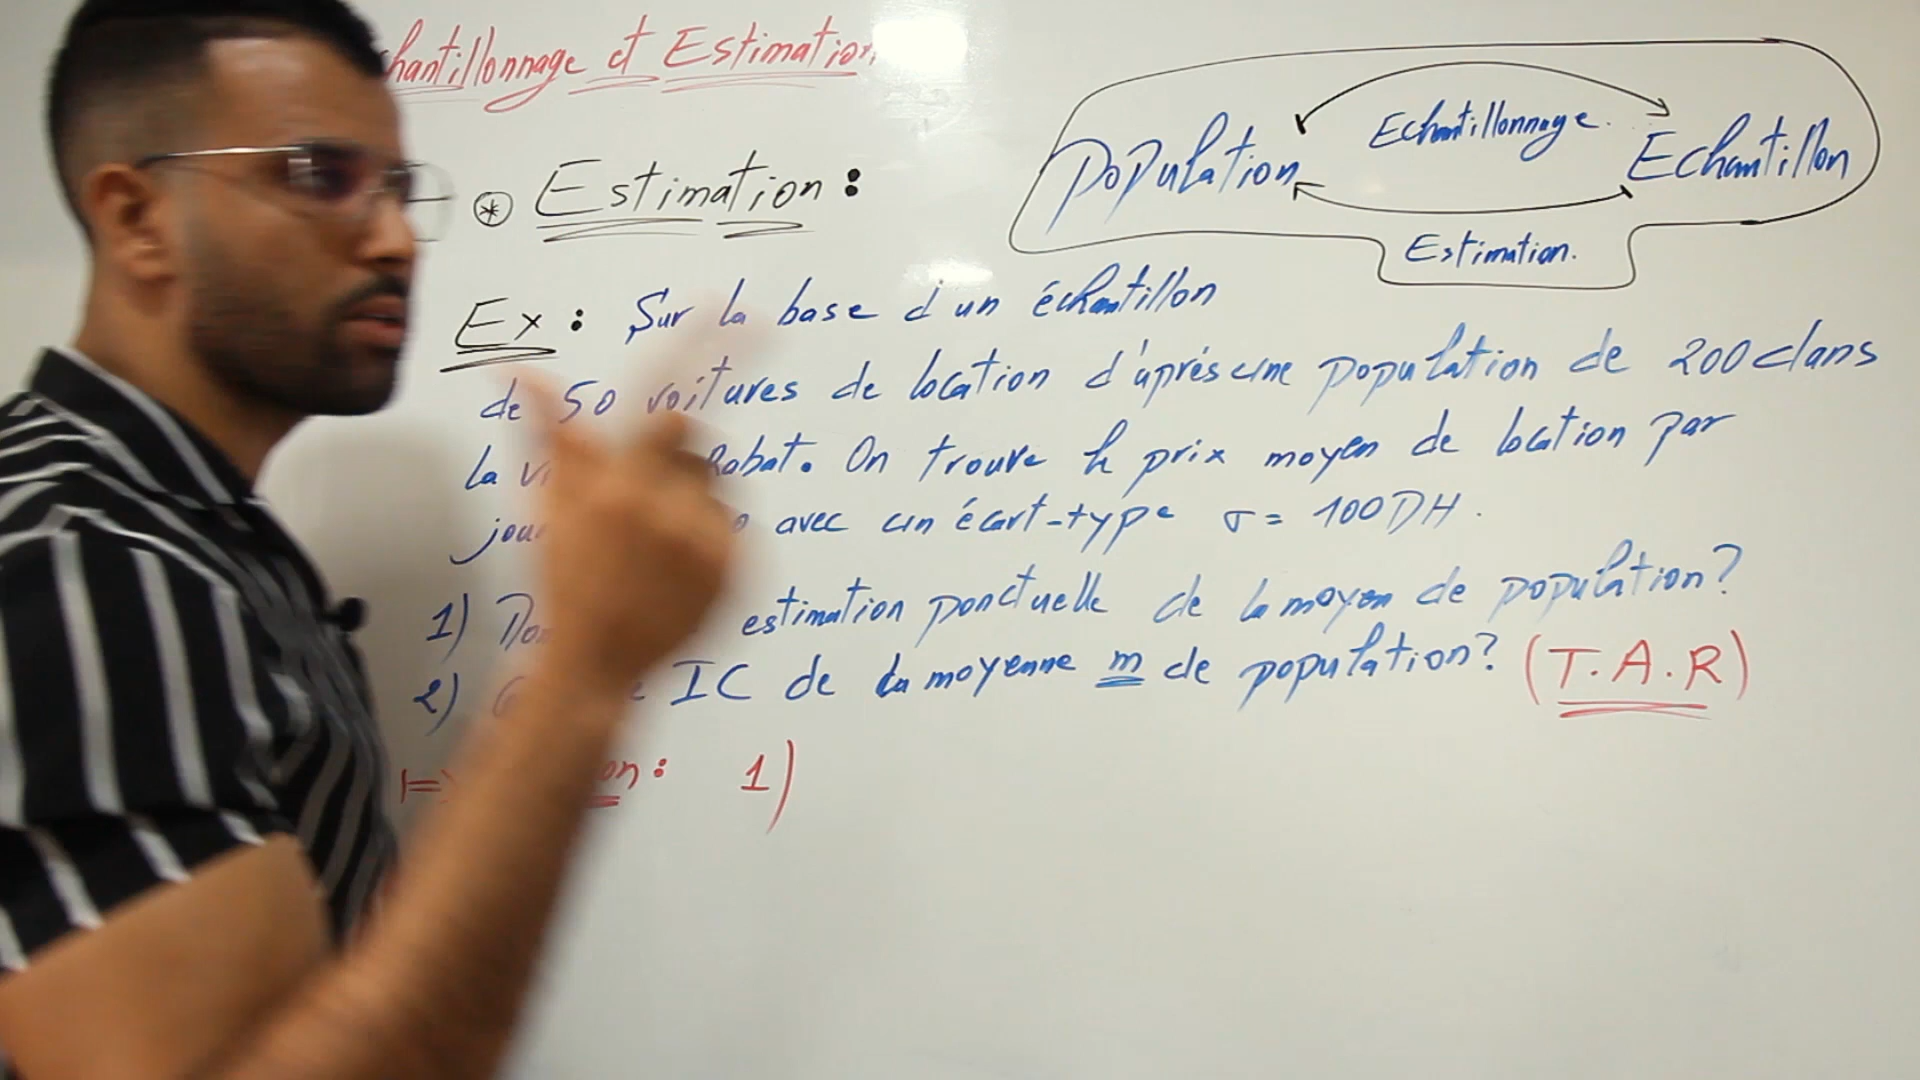 chantillonnage et Estimation
Population Echantillonnage. Echantillon
Estimation.
⊛ Estimation :
Ex : Sur la base d'un échantillon
de 50 voitures de location d'aprés une population de 200 dans
la Rabat. On trouve le prix moyen de location par
avec un écart-type σ = 100DH.
1) estimation ponctuelle de la moyen de population?
2) IC de la moyenne m de population? (T.A.R)
1)